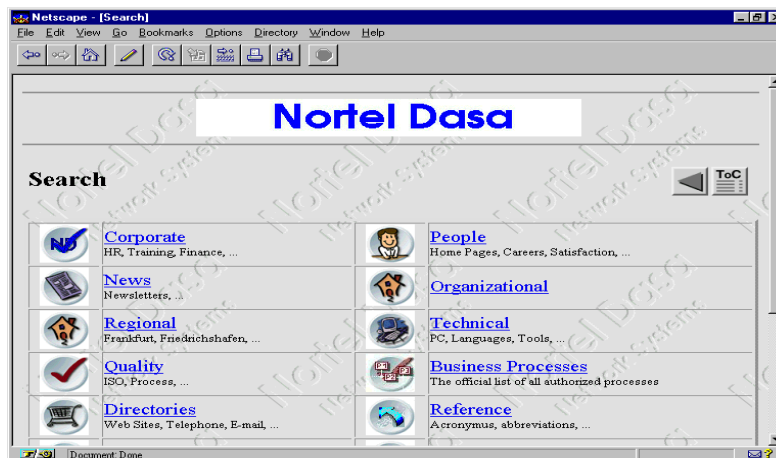 Netscape - [Search]
File Edit View Go Bookmarks Options Directory Window Help
Nortel Dasa
Search
ToC
Corporate
HR, Training, Finance, ...
People
Home Pages, Careers, Satisfaction, ...
News
Newsletters, ...
Organizational
Regional
Frankfurt, Friedrichshafen, ...
Technical
PC, Languages, Tools, ...
Quality
ISO, Process, ...
Business Processes
The official list of all authorized processes
Directories
Web Sites, Telephone, E-mail, ...
Reference
Acronymus, abbreviations, ...
Document: Done